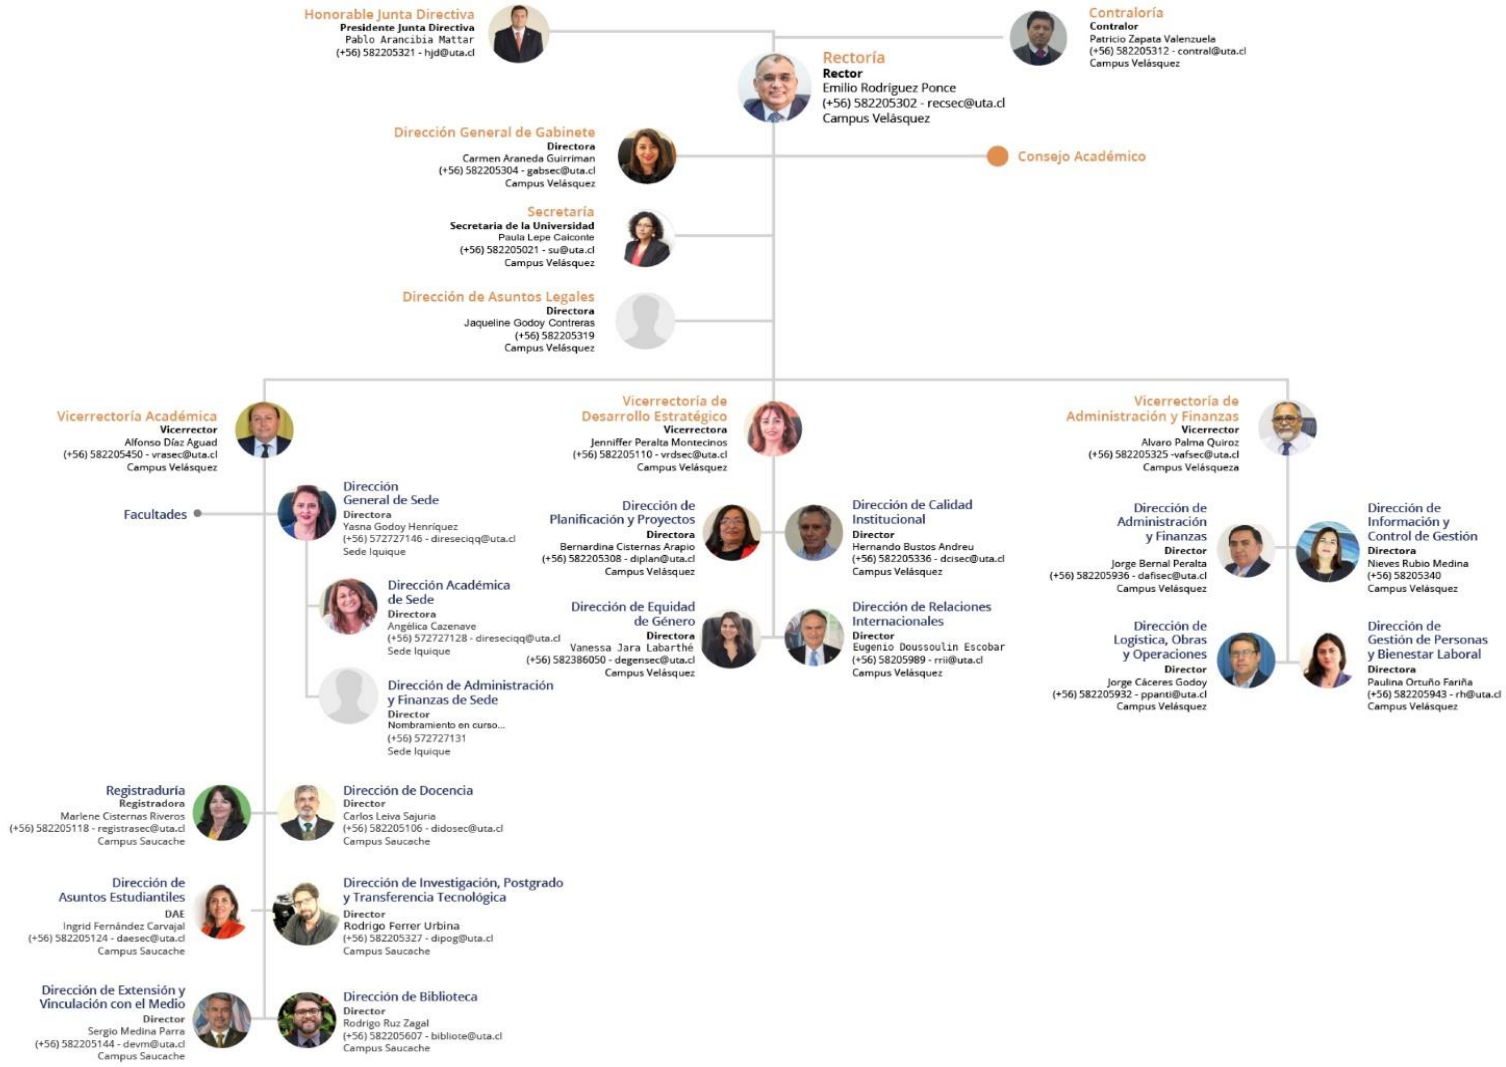 Honorable Junta Directiva
Presidente Junta Directiva
Pablo Arancibia Mattar
(+56) 582205321 - hjd@uta.cl
Contraloría
Contralor
Patricio Zapata Valenzuela
(+56) 582205312 - contral@uta.cl
Campus Velásquez
Rectoría
Rector
Emilio Rodríguez Ponce
(+56) 582205302 - recsec@uta.cl
Campus Velásquez
Dirección General de Gabinete
Directora
Carmen Araneda Guirriman
(+56) 582205304 - gabsec@uta.cl
Campus Velásquez
Consejo Académico
Secretaría
Secretaria de la Universidad
Paula Lepe Caiconte
(+56) 582205021 - su@uta.cl
Campus Velásquez
Dirección de Asuntos Legales
Directora
Jaqueline Godoy Contreras
(+56) 582205319
Campus Velásquez
Vicerrectoría Académica
Vicerrector
Alfonso Díaz Aguad
(+56) 582205450 - vrasec@uta.cl
Campus Velásquez
Vicerrectoría de
Desarrollo Estratégico
Vicerrectora
Jenniffer Peralta Montecinos
(+56) 582205110 - vrdsec@uta.cl
Campus Velásquez
Vicerrectoría de
Administración y Finanzas
Vicerrector
Alvaro Palma Quiroz
(+56) 582205325 -vafsec@uta.cl
Campus Velásqueza
Facultades
Dirección
General de Sede
Directora
Yasna Godoy Henríquez
(+56) 572727146 - direseciqq@uta.cl
Sede Iquique
Dirección Académica
de Sede
Directora
Angélica Cazenave
(+56) 572727128 - direseciqq@uta.cl
Sede Iquique
Dirección de Administración
y Finanzas de Sede
Director
Nombramiento en curso...
(+56) 572727131
Sede Iquique
Dirección de
Planificación y Proyectos
Directora
Bernardina Cisternas Arapio
(+56) 582205308 - diplan@uta.cl
Campus Velásquez
Dirección de Calidad
Institucional
Director
Hernando Bustos Andreu
(+56) 582205336 - dcisec@uta.cl
Campus Velásquez
Dirección de Equidad
de Género
Directora
Vanessa Jara Labarthé
(+56) 582386050 - degensec@uta.cl
Campus Velásquez
Dirección de Relaciones
Internacionales
Director
Eugenio Doussoulin Escobar
(+56) 58205989 - rrii@uta.cl
Campus Velásquez
Dirección de
Administración
y Finanzas
Director
Jorge Bernal Peralta
(+56) 582205936 - dafisec@uta.cl
Campus Velásquez
Dirección de
Información y
Control de Gestión
Directora
Nieves Rubio Medina
(+56) 58205340
Campus Velásquez
Dirección de
Logística, Obras
y Operaciones
Director
Jorge Cáceres Godoy
(+56) 582205932 - ppanti@uta.cl
Campus Velásquez
Dirección de
Gestión de Personas
y Bienestar Laboral
Directora
Paulina Ortuño Fariña
(+56) 582205943 - rh@uta.cl
Campus Velásquez
Registraduría
Registradora
Marlene Cisternas Riveros
(+56) 582205118 - registrasec@uta.cl
Campus Saucache
Dirección de Docencia
Director
Carlos Leiva Sajuria
(+56) 582205106 - didosec@uta.cl
Campus Saucache
Dirección de
Asuntos Estudiantiles
DAE
Ingrid Fernández Carvajal
(+56) 582205124 - daesec@uta.cl
Campus Saucache
Dirección de Investigación, Postgrado
y Transferencia Tecnológica
Director
Rodrigo Ferrer Urbina
(+56) 582205327 - dipog@uta.cl
Campus Saucache
Dirección de Extensión y
Vinculación con el Medio
Director
Sergio Medina Parra
(+56) 582205144 - devm@uta.cl
Campus Saucache
Dirección de Biblioteca
Director
Rodrigo Ruz Zagal
(+56) 582205607 - bibliote@uta.cl
Campus Saucache